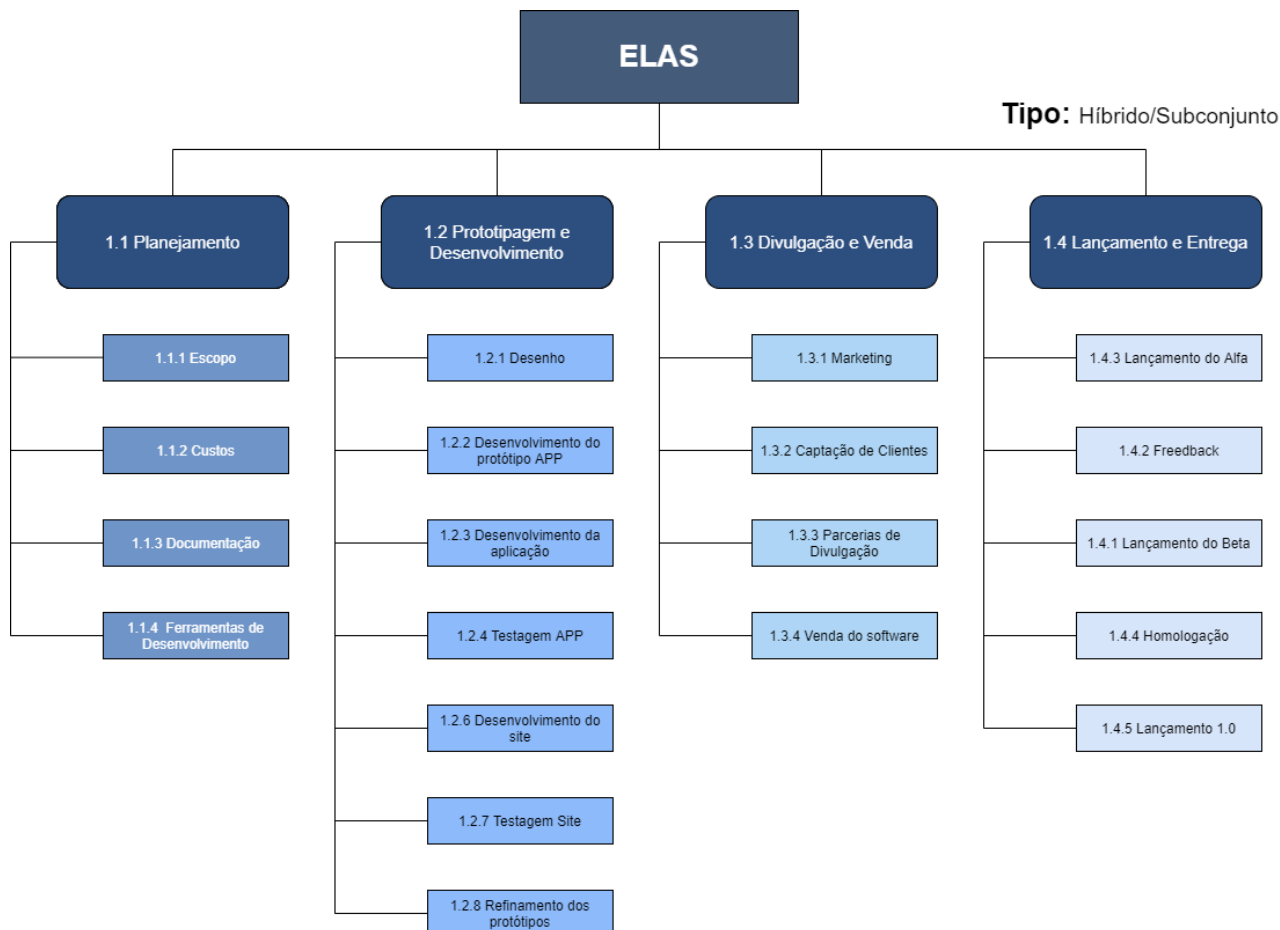 ELAS
Tipo: Híbrido/Subconjunto
1.1 Planejamento
1.1.1 Escopo
1.1.2 Custos
1.1.3 Documentação
1.1.4 Ferramentas de
Desenvolvimento
1.2 Prototipagem e
Desenvolvimento
1.2.1 Desenho
1.2.2 Desenvolvimento do
protótipo APP
1.2.3 Desenvolvimento da
aplicação
1.2.4 Testagem APP
1.2.6 Desenvolvimento do
site
1.2.7 Testagem Site
1.2.8 Refinamento dos
protótipos
1.3 Divulgação e Venda
1.3.1 Marketing
1.3.2 Captação de Clientes
1.3.3 Parcerias de
Divulgação
1.3.4 Venda do software
1.4 Lançamento e Entrega
1.4.3 Lançamento do Alfa
1.4.2 Freedback
1.4.1 Lançamento do Beta
1.4.4 Homologação
1.4.5 Lançamento 1.0